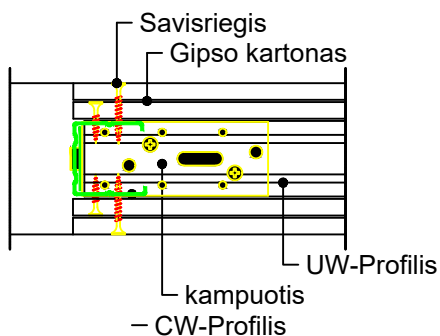 Savisriegis
Gipso kartonas
UW-Profilis
kampuotis
CW-Profilis